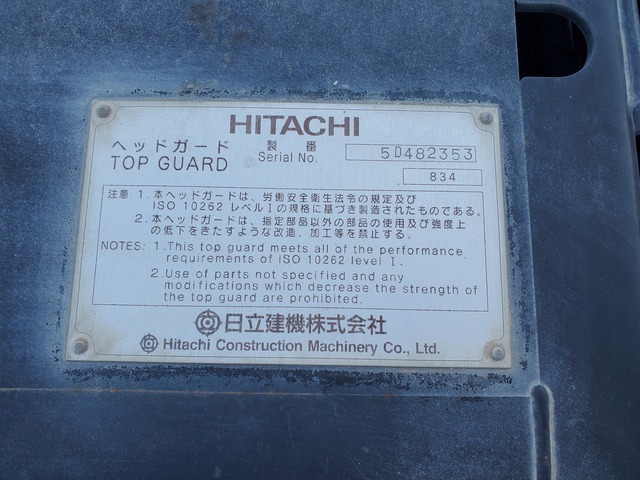 HITACHI
ヘッドガード 製番 5D482353
TOP GUARD Serial No.
834
注意 1.本ヘッドガードは、労働安全衛生法令の規定及び
ISO 10262 レベルⅠの規格に基づき製造されたものである。
2.本ヘッドガードは、指定部品以外の部品の使用及び強度上
の低下をきたすような改造、加工等を禁止する。
NOTES: 1.This top guard meets all of the performance
requirements of ISO 10262 level Ⅰ.
2.Use of parts not specified and any
modifications which decrease the strength of
the top guard are prohibited.
日立建機株式会社
Hitachi Construction Machinery Co., Ltd.